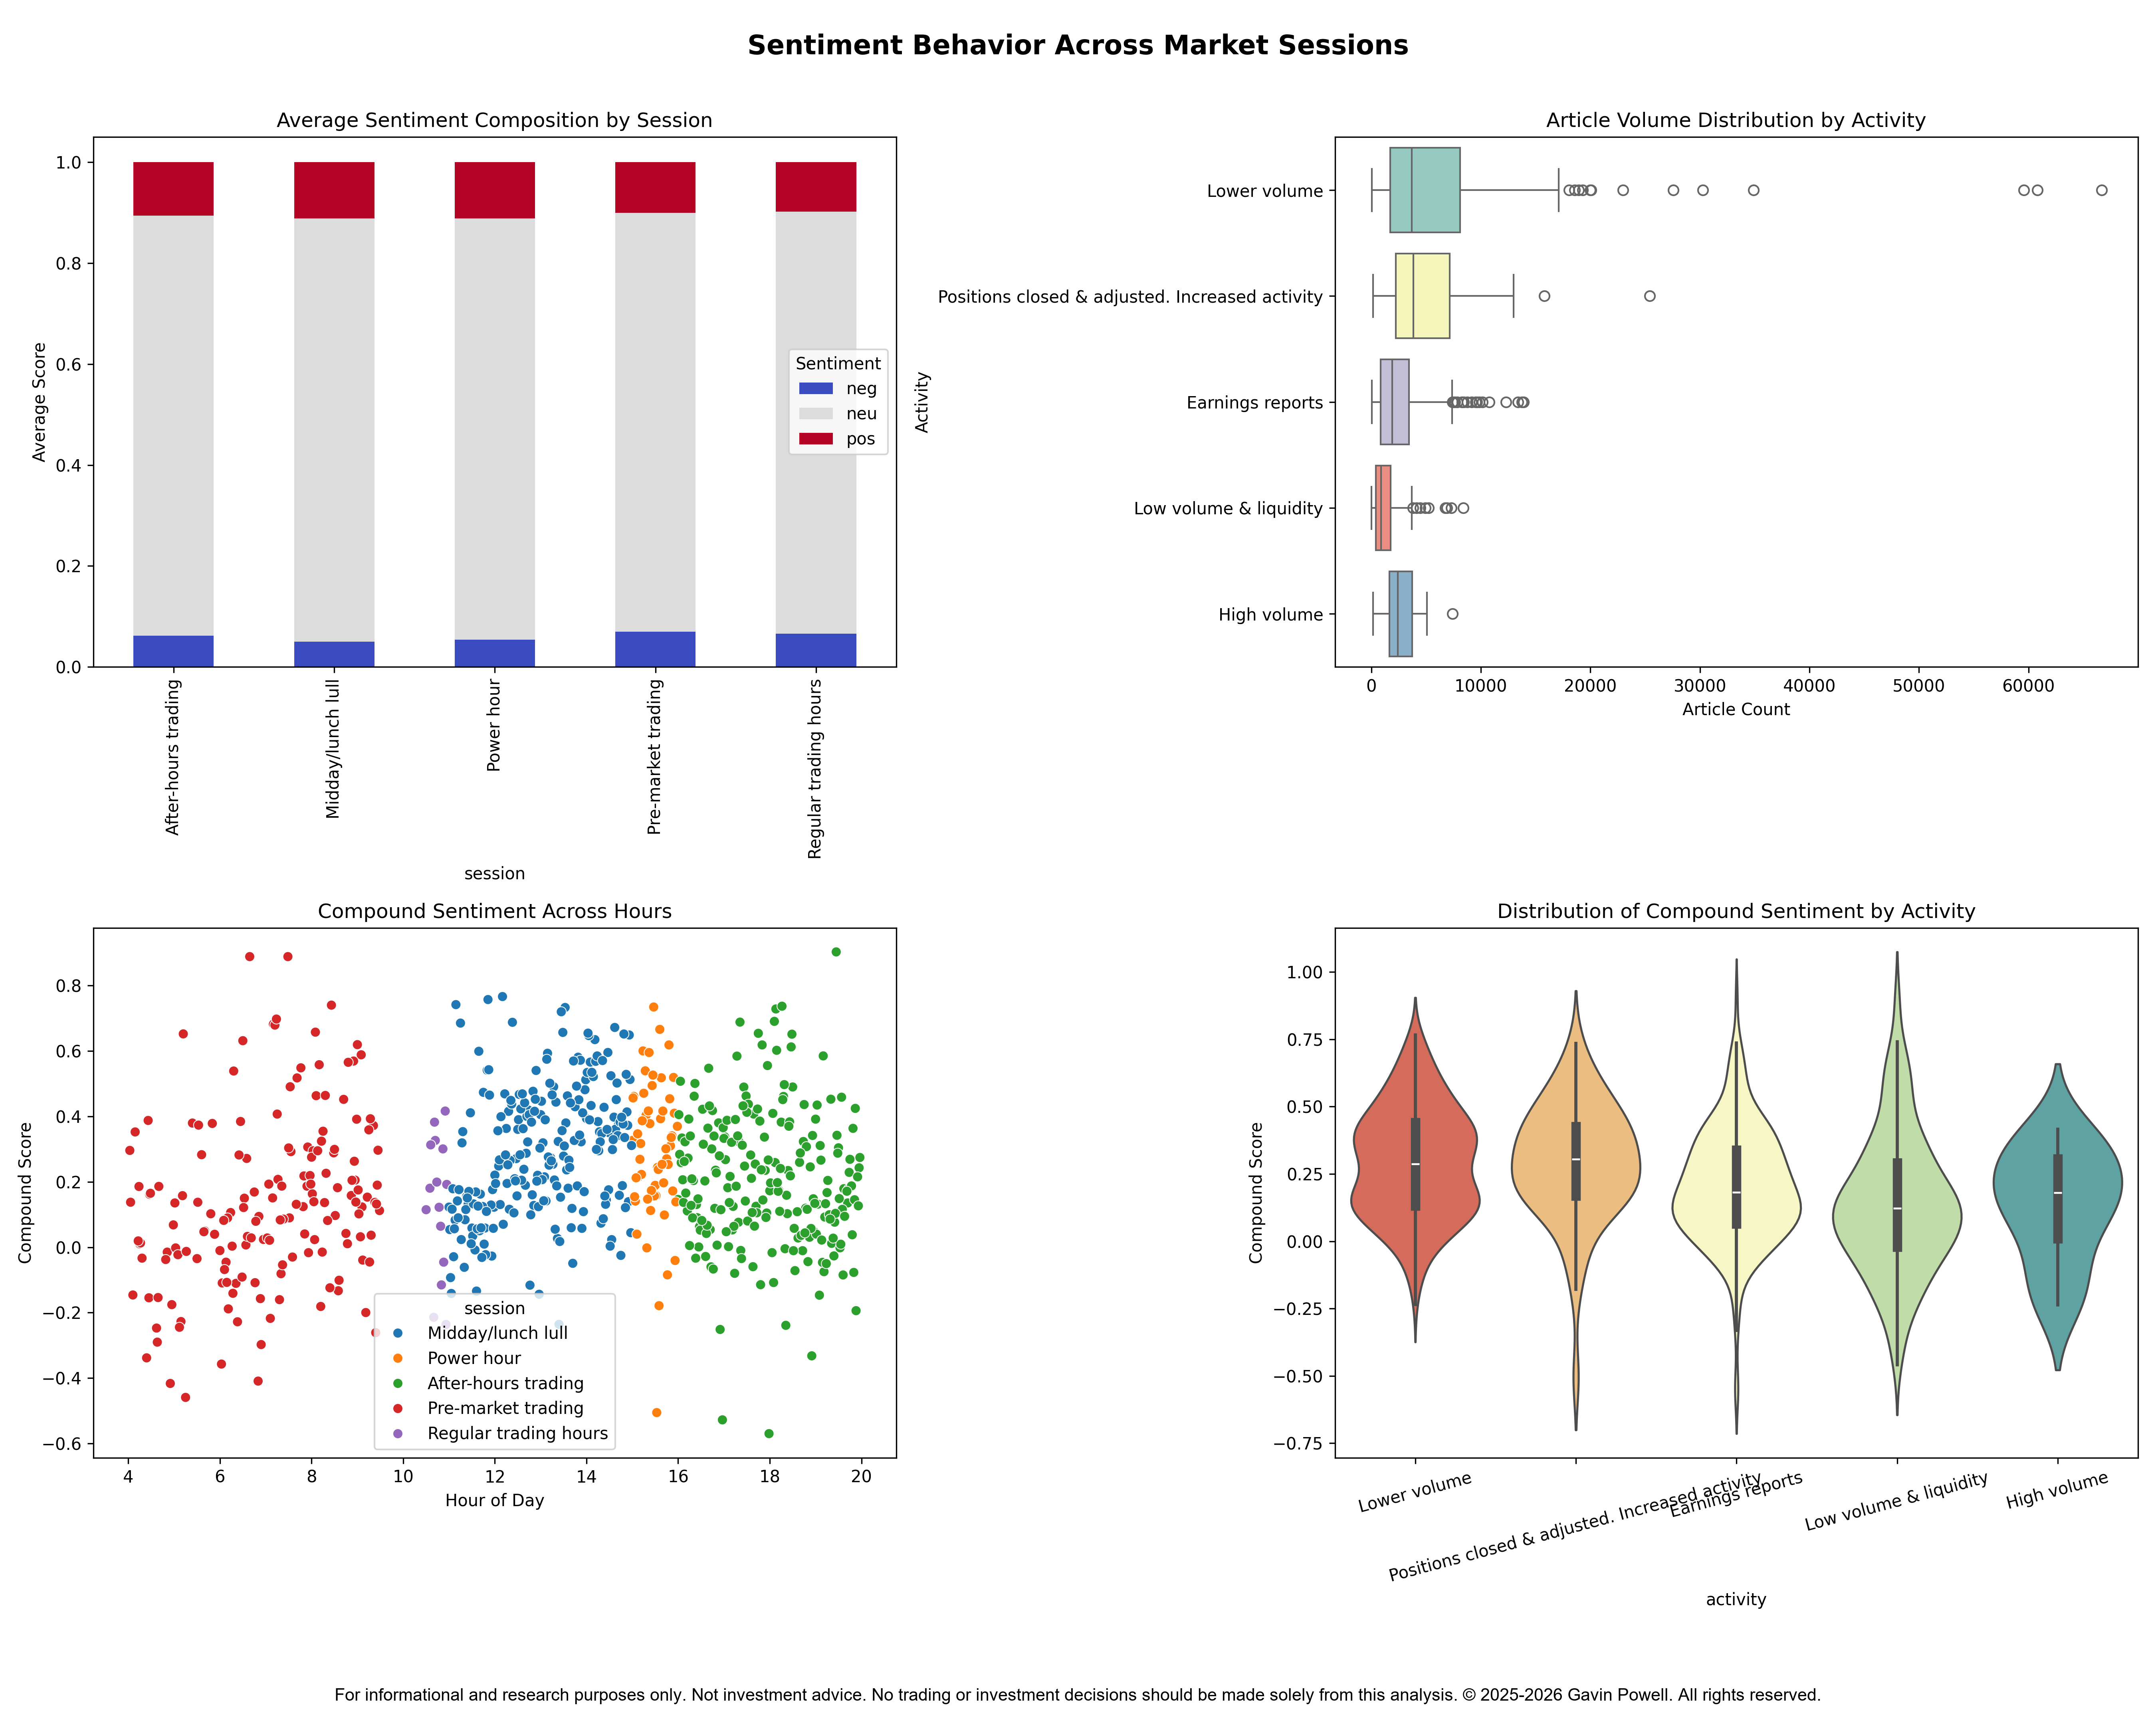 Sentiment Behavior Across Market Sessions
Average Sentiment Composition by Session
Average Score
1.0
0.8
0.6
0.4
0.2
0.0
Sentiment
neg
neu
pos
After-hours trading
Midday/lunch lull
Power hour
Pre-market trading
Regular trading hours
session
Article Volume Distribution by Activity
Activity
Lower volume
Positions closed & adjusted. Increased activity
Earnings reports
Low volume & liquidity
High volume
0 10000 20000 30000 40000 50000 60000
Article Count
Compound Sentiment Across Hours
Compound Score
0.8
0.6
0.4
0.2
0.0
−0.2
−0.4
−0.6
session
Midday/lunch lull
Power hour
After-hours trading
Pre-market trading
Regular trading hours
4 6 8 10 12 14 16 18 20
Hour of Day
Distribution of Compound Sentiment by Activity
Compound Score
1.00
0.75
0.50
0.25
0.00
−0.25
−0.50
−0.75
Lower volume
Positions closed & adjusted. Increased activity
Earnings reports
Low volume & liquidity
High volume
activity
For informational and research purposes only. Not investment advice. No trading or investment decisions should be made solely from this analysis. © 2025-2026 Gavin Powell. All rights reserved.